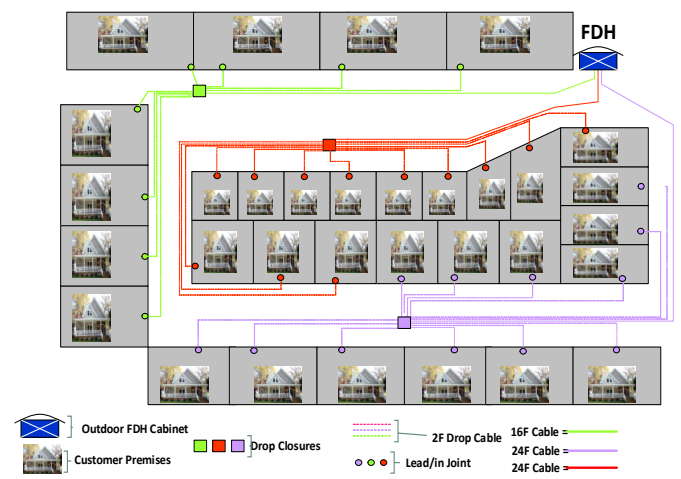 FDH
Outdoor FDH Cabinet
Customer Premises
Drop Closures
2F Drop Cable
Lead/in Joint
16F Cable =
24F Cable =
24F Cable =